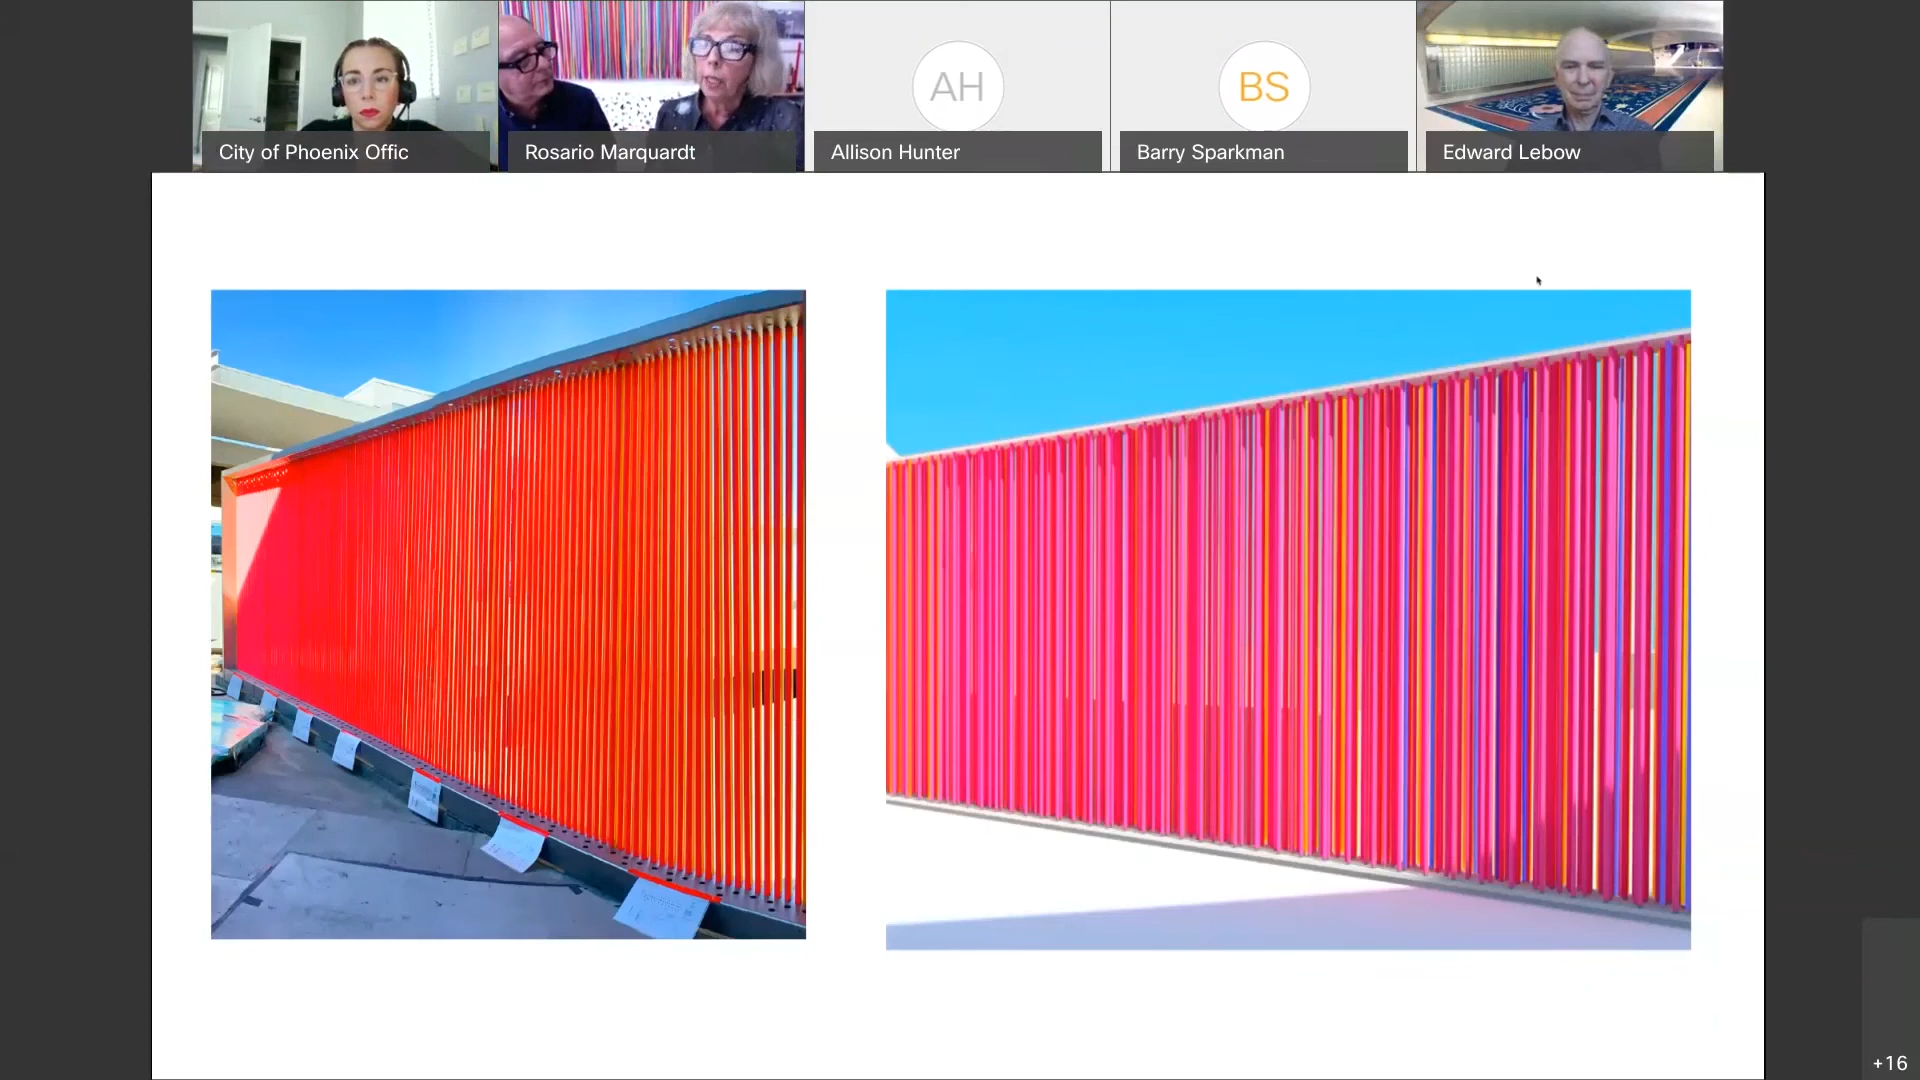 AH
BS
City of Phoenix Offic
Rosario Marquardt
Allison Hunter
Barry Sparkman
Edward Lebow
+16